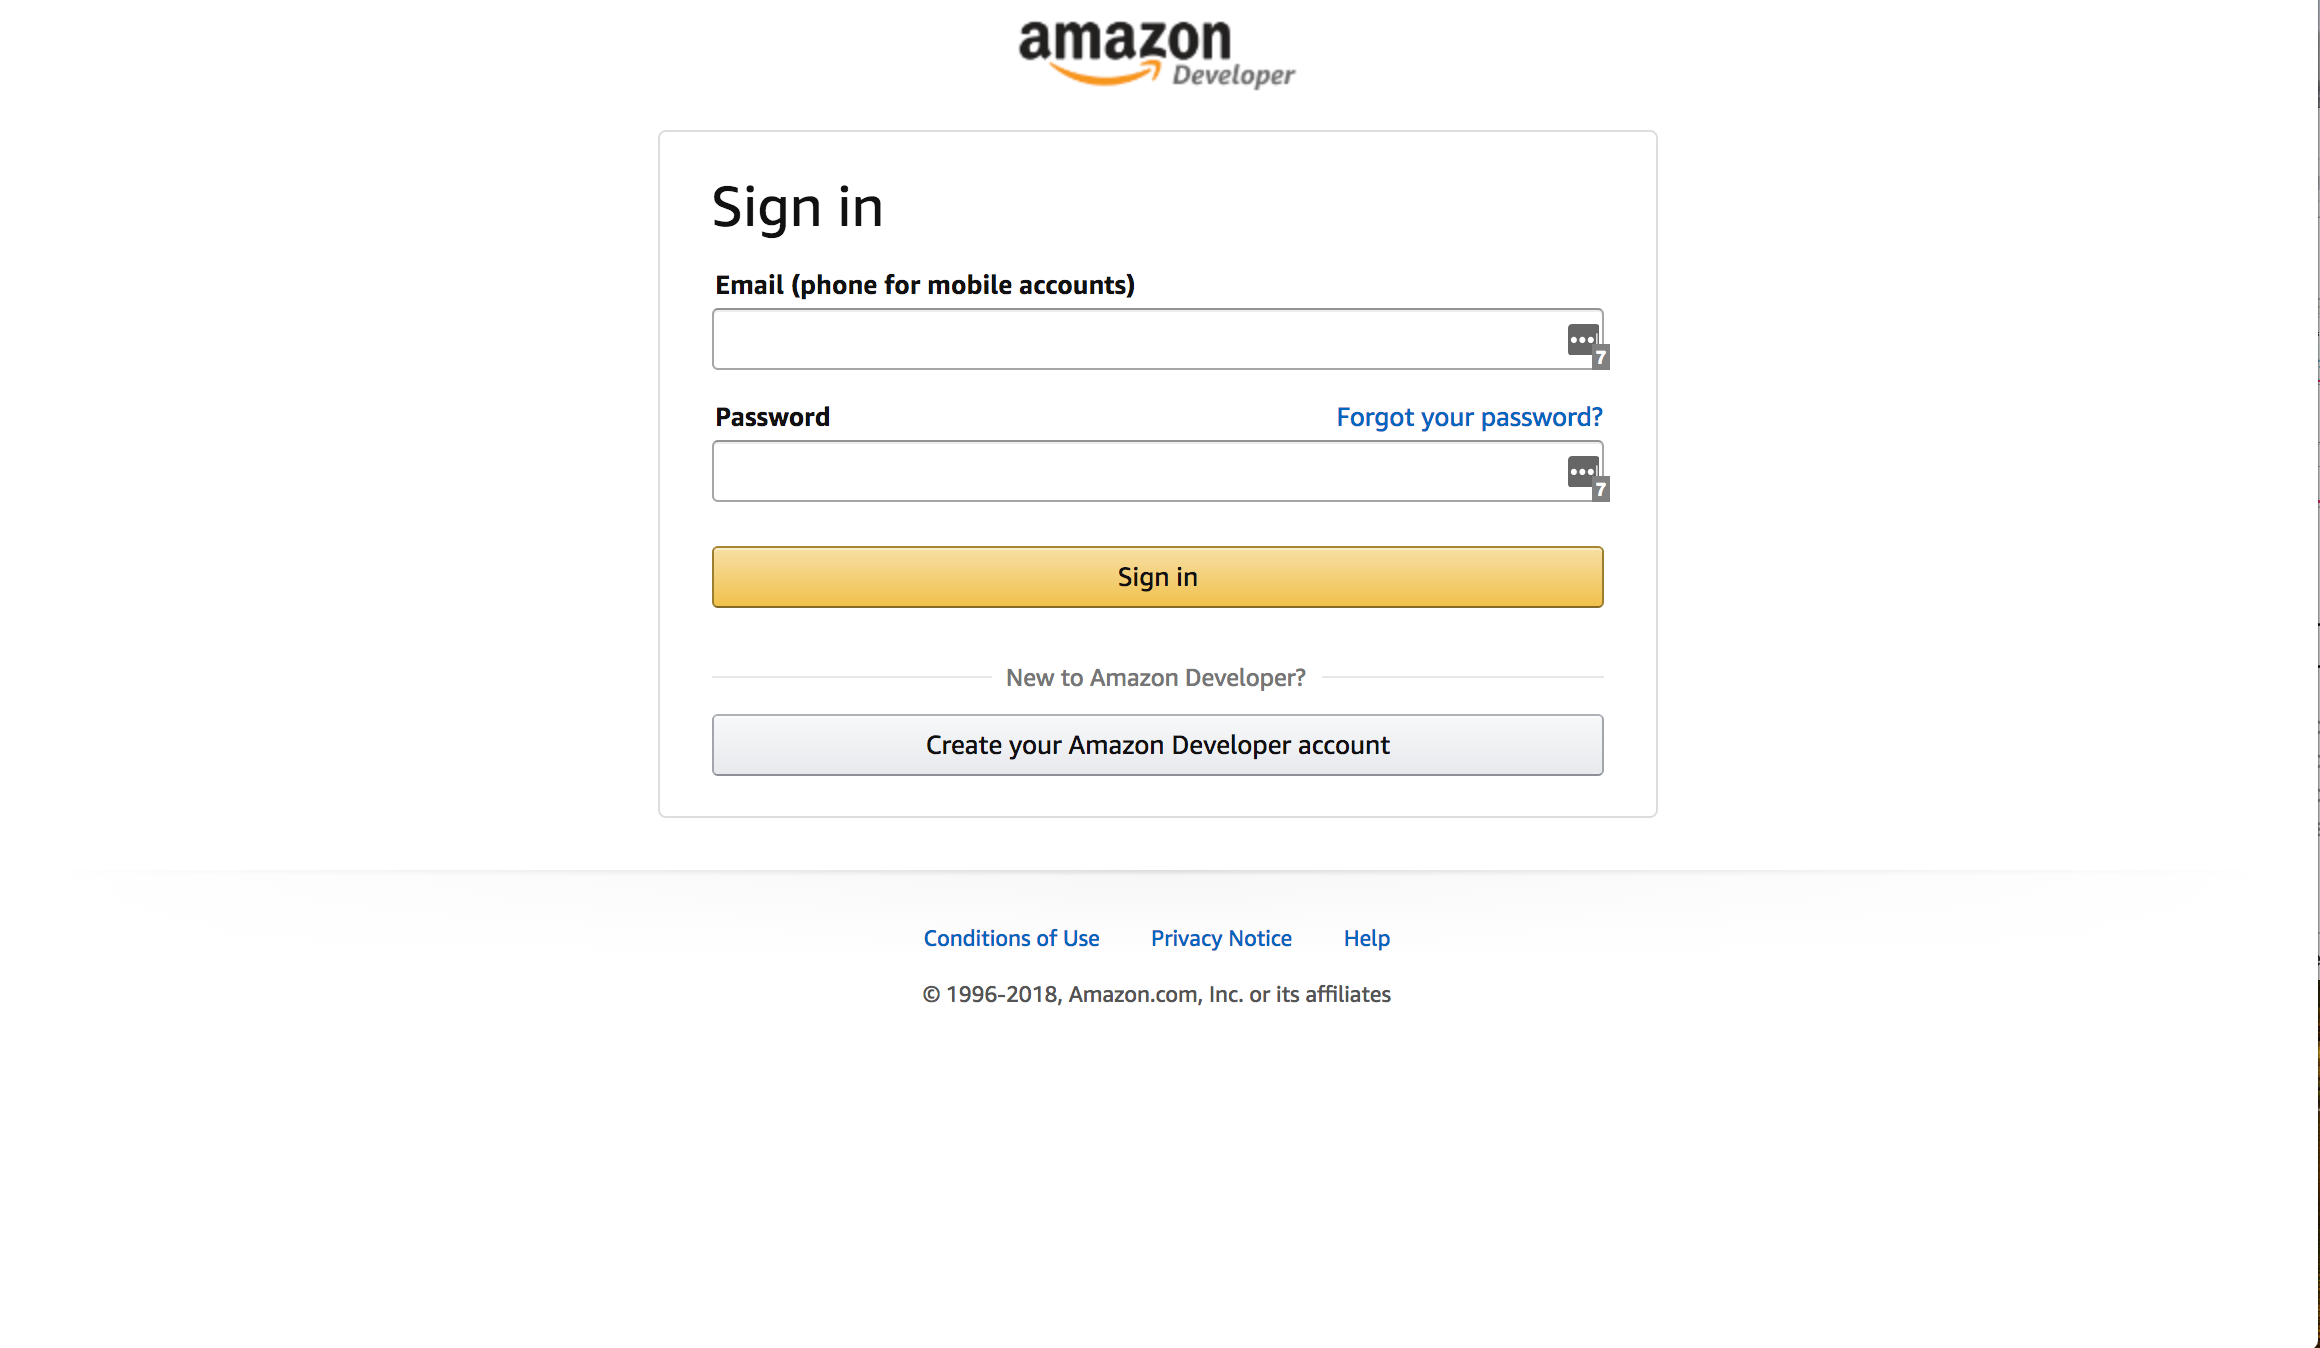 amazon
Developer
Sign in
Email (phone for mobile accounts)
7
Password Forgot your password?
7
Sign in
New to Amazon Developer?
Create your Amazon Developer account
Conditions of Use Privacy Notice Help
© 1996-2018, Amazon.com, Inc. or its affiliates